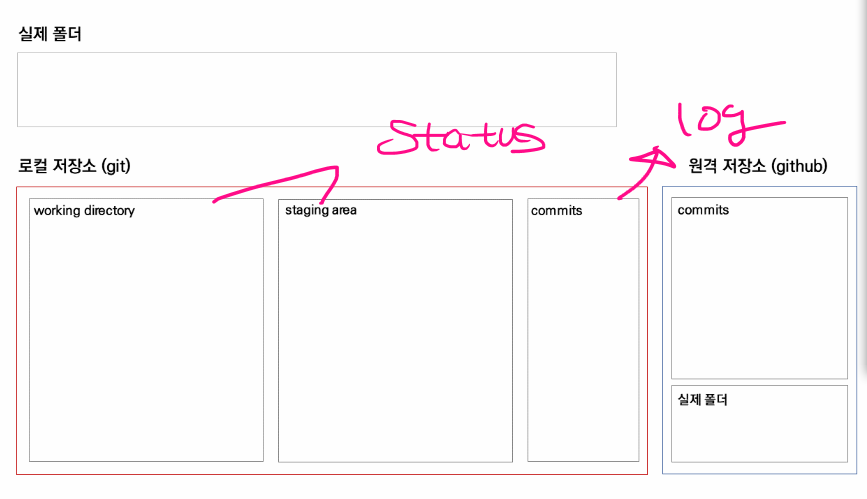 실제 폴더
status
log
로컬 저장소 (git)
원격 저장소 (github)
working directory
staging area
commits
commits
실제 폴더